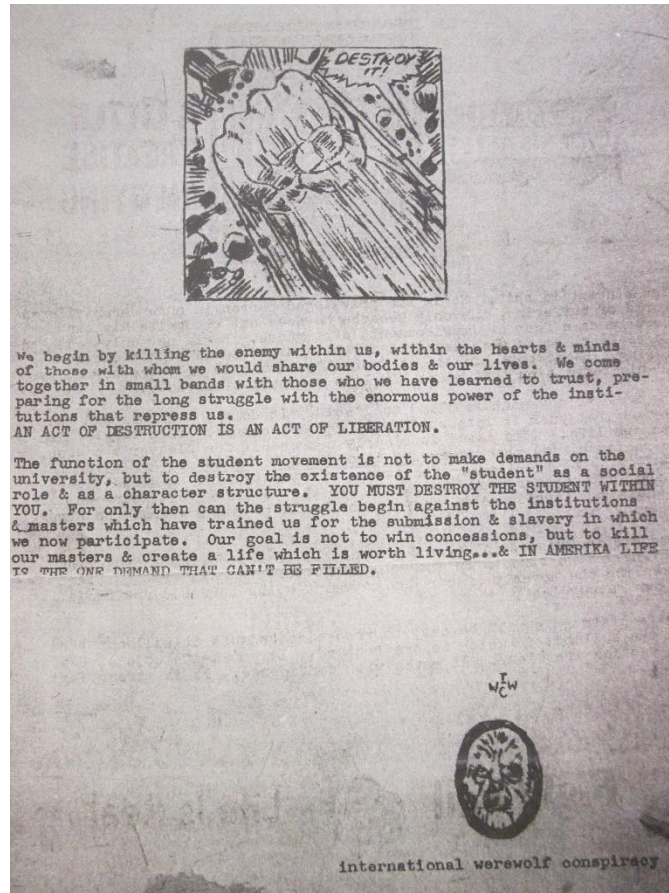 DESTROY
IT!
We begin by killing the enemy within us, within the hearts & minds
of those with whom we would share our bodies & our lives.  We come
together in small bands with those who we have learned to trust, pre-
paring for the long struggle with the enormous power of the insti-
tutions that repress us.
AN ACT OF DESTRUCTION IS AN ACT OF LIBERATION.
The function of the student movement is not to make demands on the
university, but to destroy the existence of the "student" as a social
role & as a character structure.  YOU MUST DESTROY THE STUDENT WITHIN
YOU.  For only then can the struggle begin against the institutions
& masters which have trained us for the submission & slavery in which
we now participate.  Our goal is not to win concessions, but to kill
our masters & create a life which is worth living...& IN AMERIKA LIFE
IS THE ONE DEMAND THAT CAN'T BE FILLED.
I
W W
C
international werewolf conspiracy